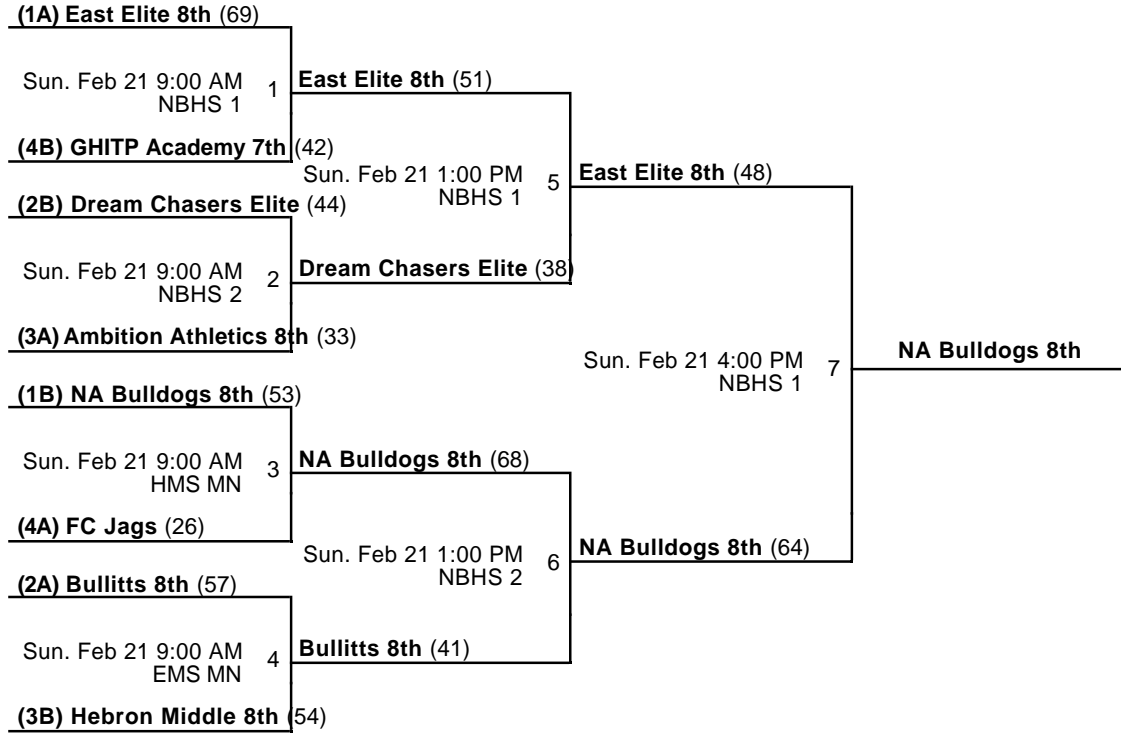 (1A) East Elite 8th (69)
Sun. Feb 21 9:00 AM
NBHS 1
1
East Elite 8th (51)
(4B) GHITP Academy 7th (42)
Sun. Feb 21 1:00 PM
NBHS 1
5
East Elite 8th (48)
(2B) Dream Chasers Elite (44)
Sun. Feb 21 9:00 AM
NBHS 2
2
Dream Chasers Elite (38)
(3A) Ambition Athletics 8th (33)
Sun. Feb 21 4:00 PM
NBHS 1
7
NA Bulldogs 8th
(1B) NA Bulldogs 8th (53)
Sun. Feb 21 9:00 AM
HMS MN
3
NA Bulldogs 8th (68)
(4A) FC Jags (26)
Sun. Feb 21 1:00 PM
NBHS 2
6
NA Bulldogs 8th (64)
(2A) Bullitts 8th (57)
Sun. Feb 21 9:00 AM
EMS MN
4
Bullitts 8th (41)
(3B) Hebron Middle 8th (54)